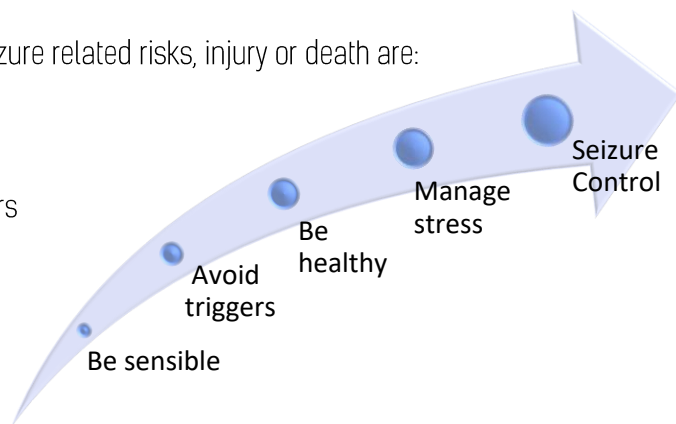 zure related risks, injury or death are:
Seizure
Control
Manage
stress
rs
Be
healthy
Avoid
triggers
Be sensible